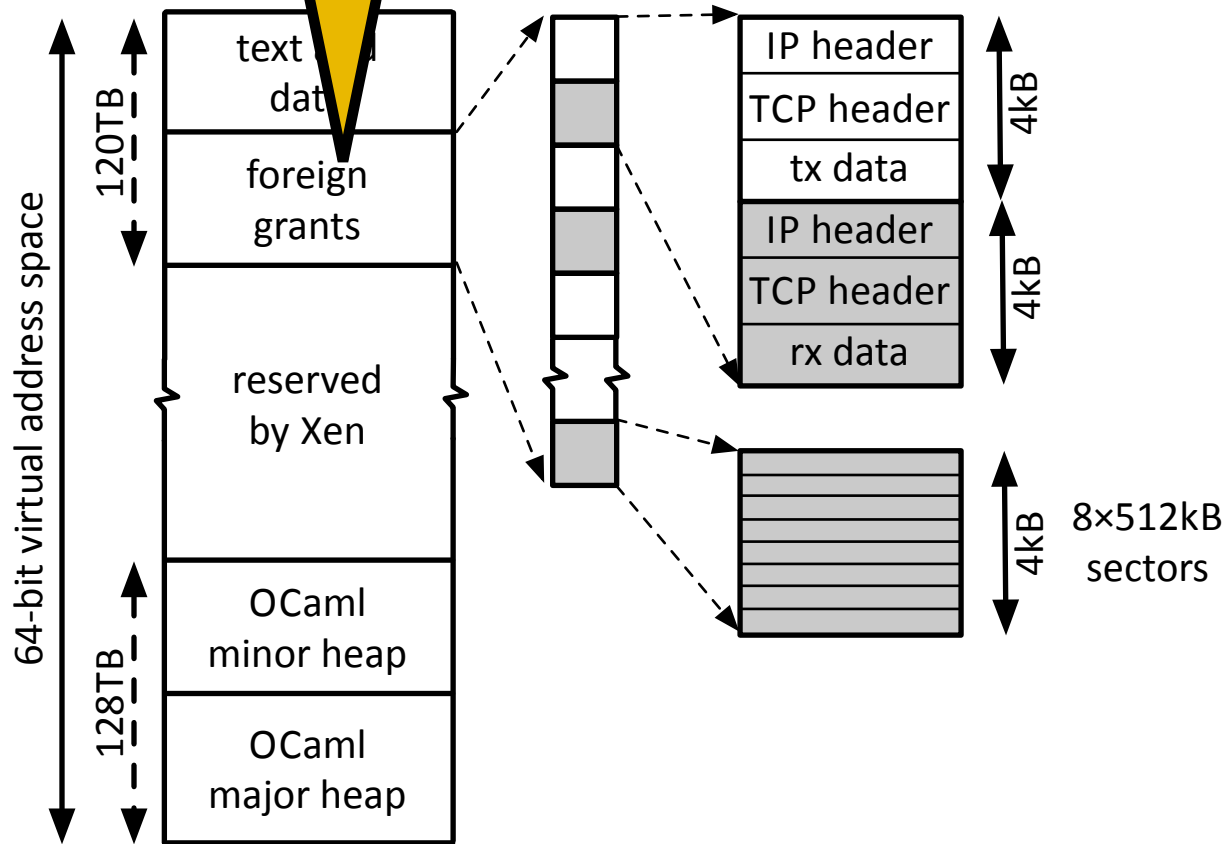 64-bit virtual address space
120TB
128TB
text
foreign
grants
reserved
by Xen
OCaml
minor heap
OCaml
major heap
IP header
TCP header
tx data
IP header
TCP header
rx data
4kB
4kB
4kB
8×512kB
sectors